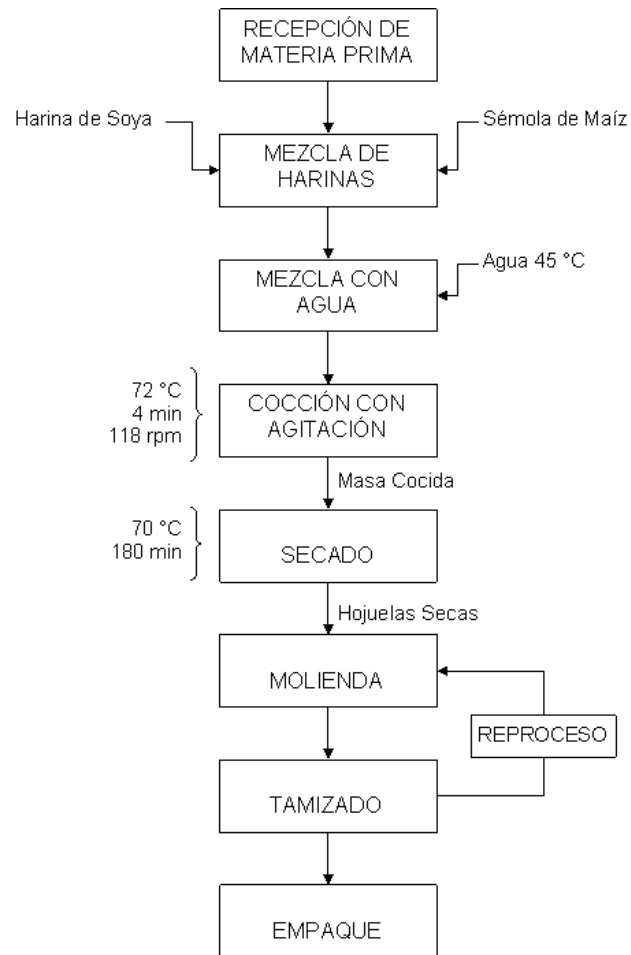 RECEPCIÓN DE
MATERIA PRIMA
Harina de Soya
Sémola de Maíz
MEZCLA DE
HARINAS
Agua 45 °C
MEZCLA CON
AGUA
72 °C
4 min
118 rpm
COCCIÓN CON
AGITACIÓN
Masa Cocida
70 °C
180 min
SECADO
Hojuelas Secas
MOLIENDA
REPROCESO
TAMIZADO
EMPAQUE